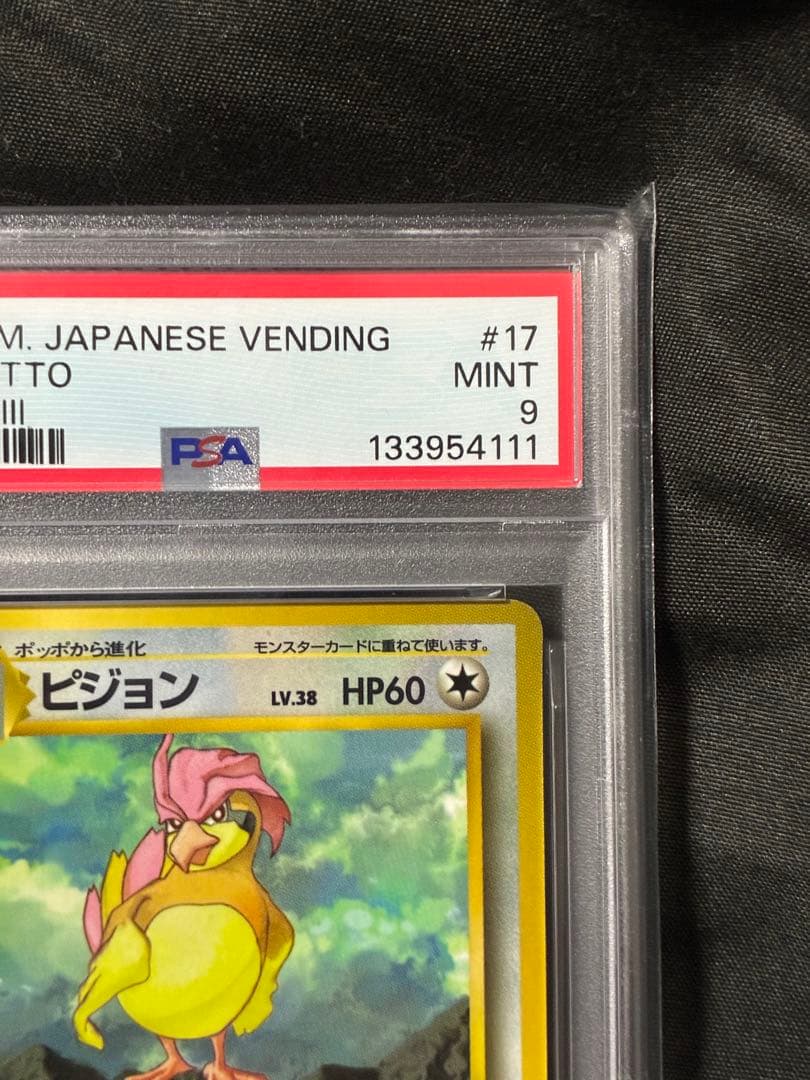 M. JAPANESE VENDING #17
TTO MINT
III 9
PSA 133954111
ポッポから進化 モンスターカードに重ねて使います。
ピジョン LV.38 HP60